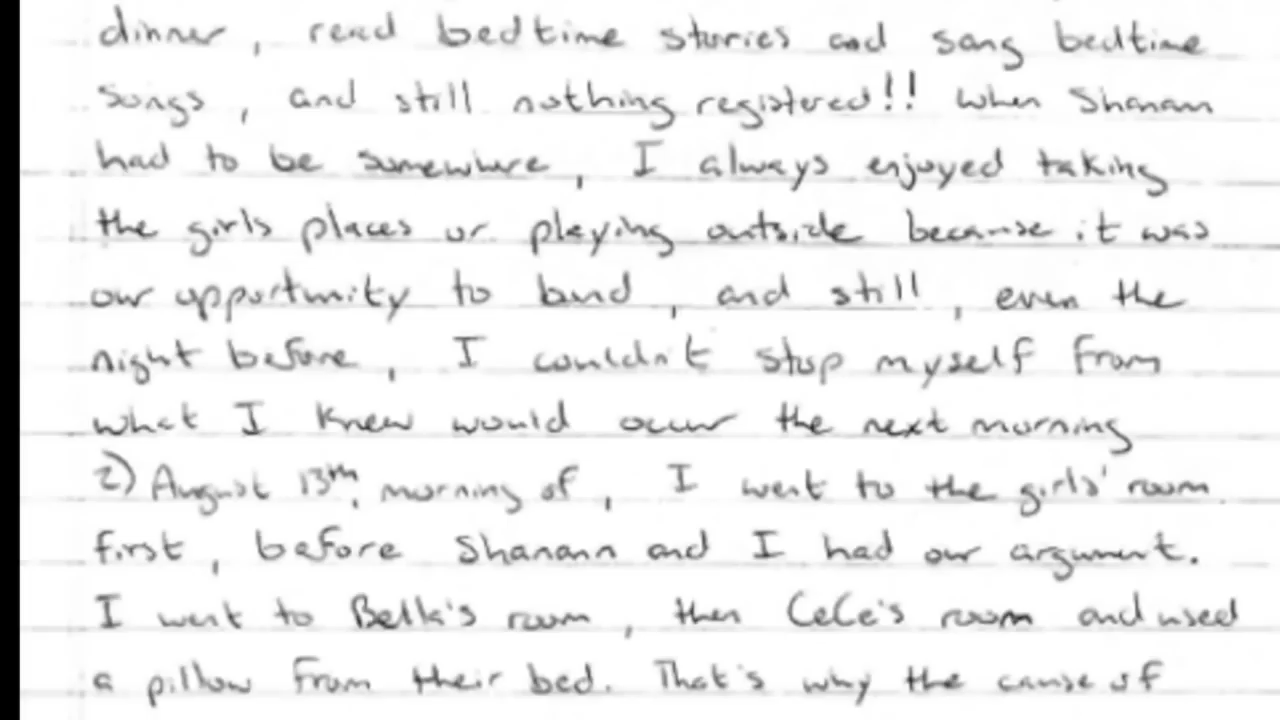 dinner, read bedtime stories and sang bedtime
songs, and still nothing registered!! When Shanann
had to be somewhere, I always enjoyed taking
the girls places or playing outside because it was
our opportunity to bond, and still, even the
night before, I couldn't stop myself from
what I knew would occur the next morning
2) August 13th, morning of, I went to the girls' room
first, before Shanann and I had our argument.
I went to Bella's room, then CeCe's room and used
a pillow from their bed. That's why the cause of